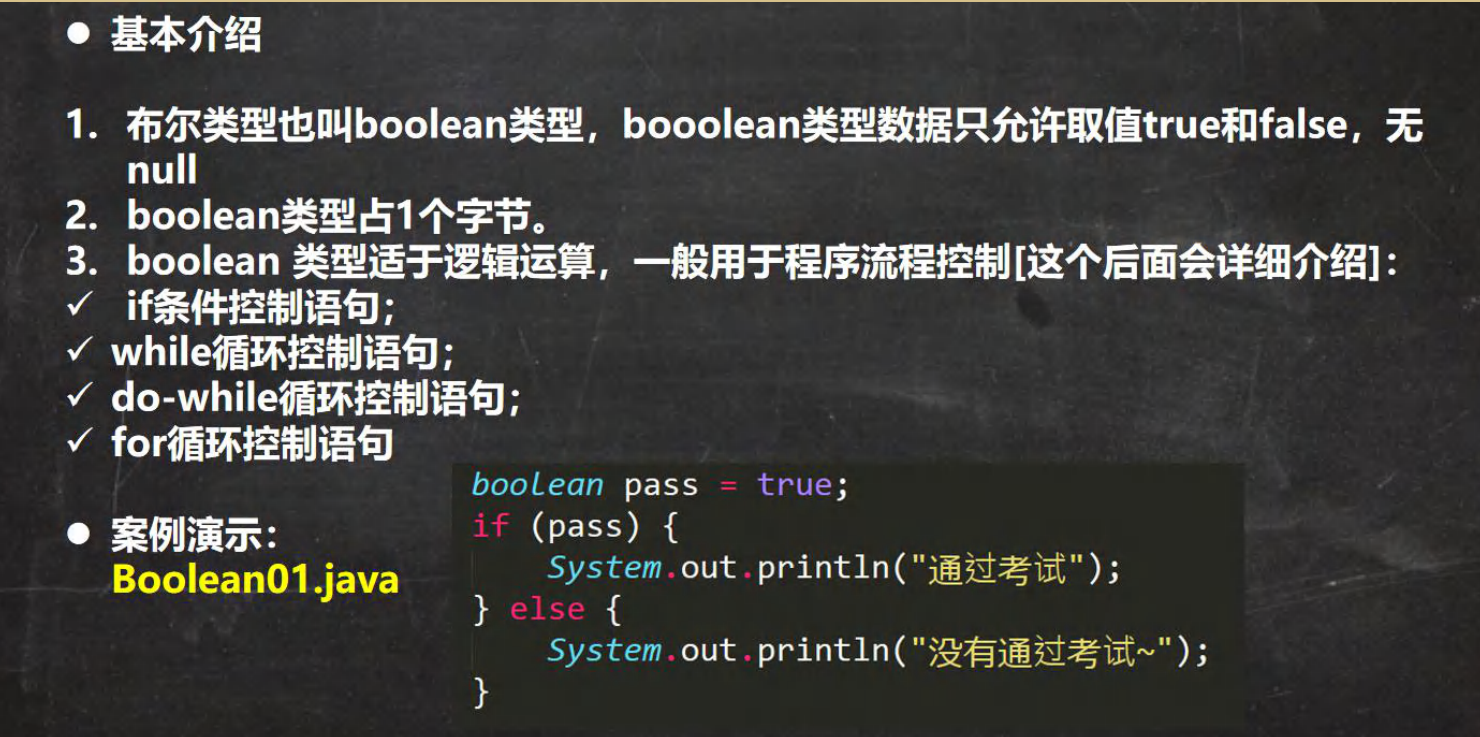 ● 基本介绍
1. 布尔类型也叫boolean类型，booolean类型数据只允许取值true和false，无
null
2. boolean类型占1个字节。
3. boolean 类型适于逻辑运算，一般用于程序流程控制[这个后面会详细介绍]：
✓ if条件控制语句；
✓ while循环控制语句；
✓ do-while循环控制语句；
✓ for循环控制语句
● 案例演示：
Boolean01.java
boolean pass = true;
if (pass) {
    System.out.println("通过考试");
} else {
    System.out.println("没有通过考试~");
}